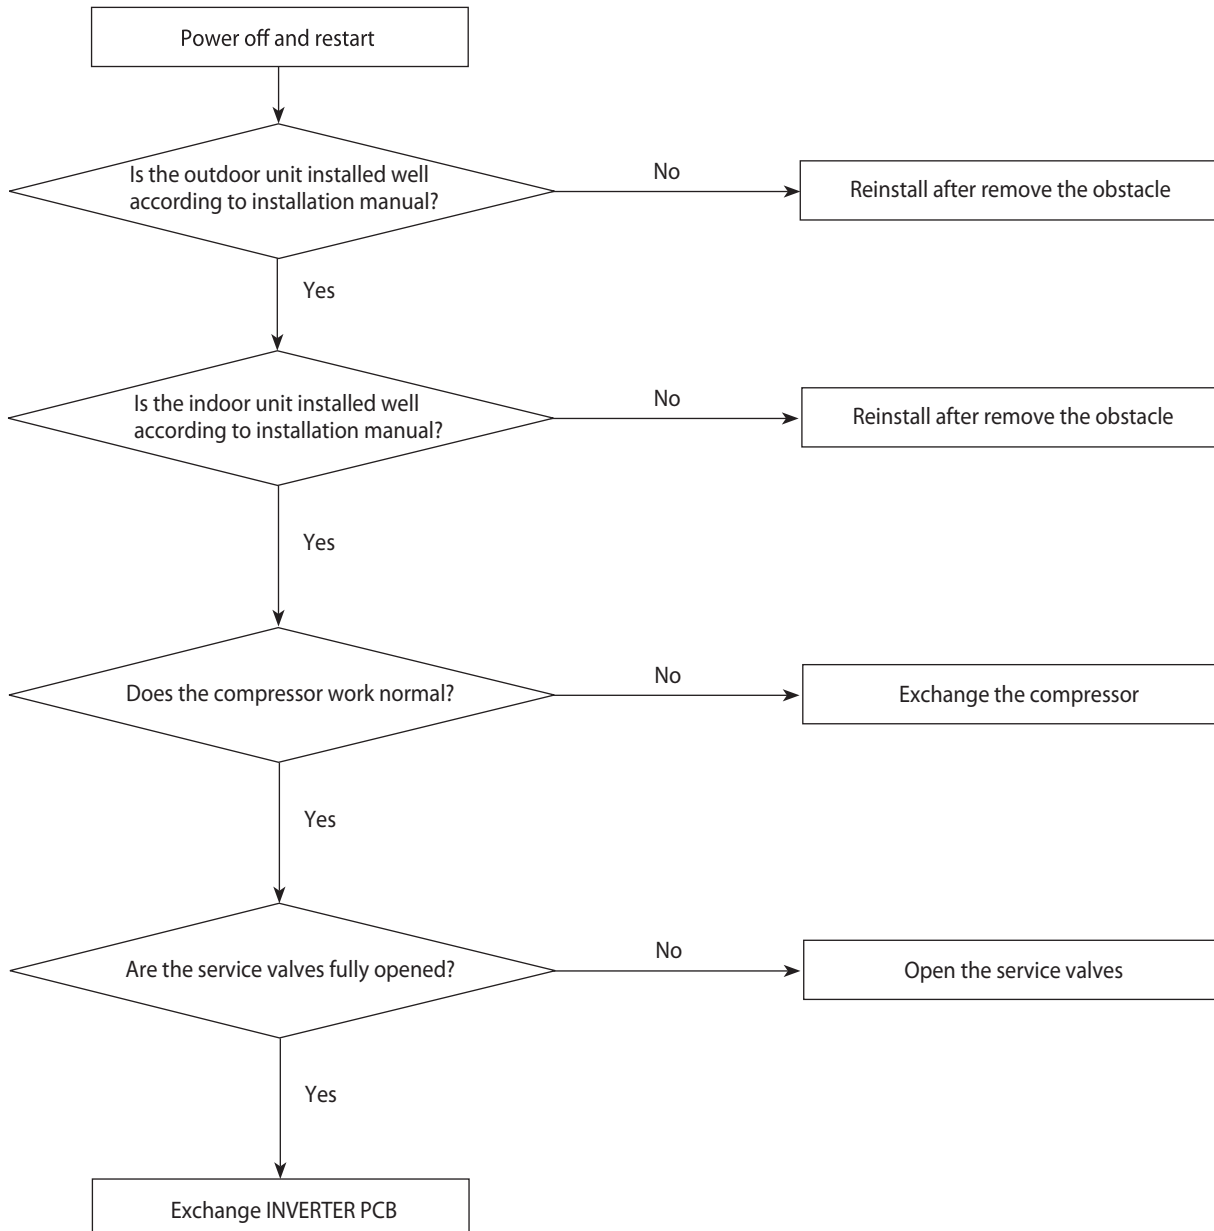 Power off and restart
Is the outdoor unit installed well
according to installation manual?
No
Reinstall after remove the obstacle
Yes
Is the indoor unit installed well
according to installation manual?
No
Reinstall after remove the obstacle
Yes
Does the compressor work normal?
No
Exchange the compressor
Yes
Are the service valves fully opened?
No
Open the service valves
Yes
Exchange INVERTER PCB